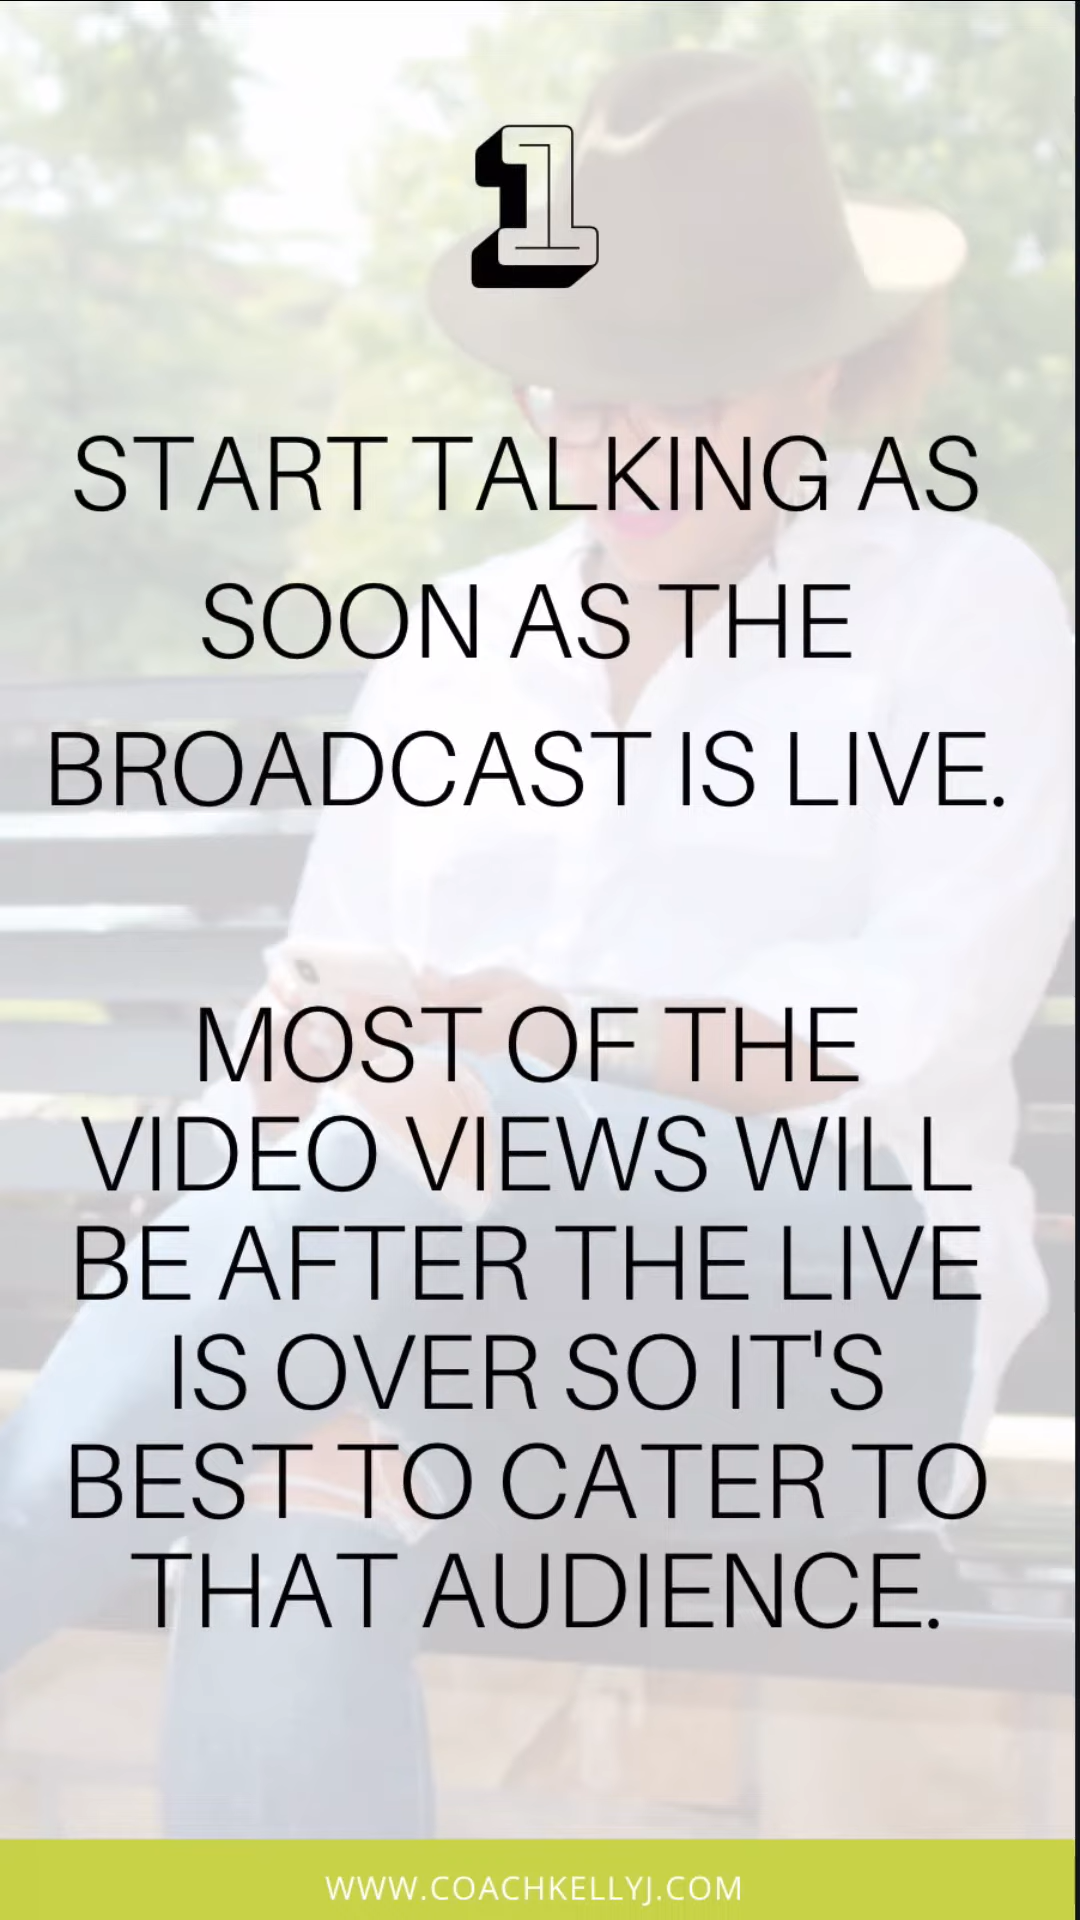 1
START TALKING AS
SOON AS THE
BROADCAST IS LIVE.
MOST OF THE
VIDEO VIEWS WILL
BE AFTER THE LIVE
IS OVER SO IT'S
BEST TO CATER TO
THAT AUDIENCE.
WWW.COACHKELLYJ.COM